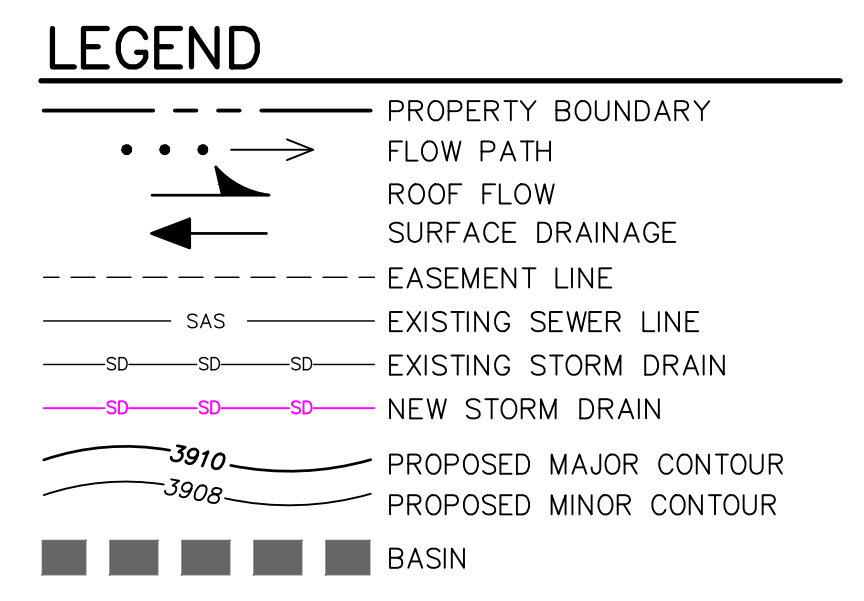 LEGEND
PROPERTY BOUNDARY
FLOW PATH
ROOF FLOW
SURFACE DRAINAGE
EASEMENT LINE
SAS EXISTING SEWER LINE
SD SD SD EXISTING STORM DRAIN
SD SD SD NEW STORM DRAIN
3910 PROPOSED MAJOR CONTOUR
3908 PROPOSED MINOR CONTOUR
BASIN